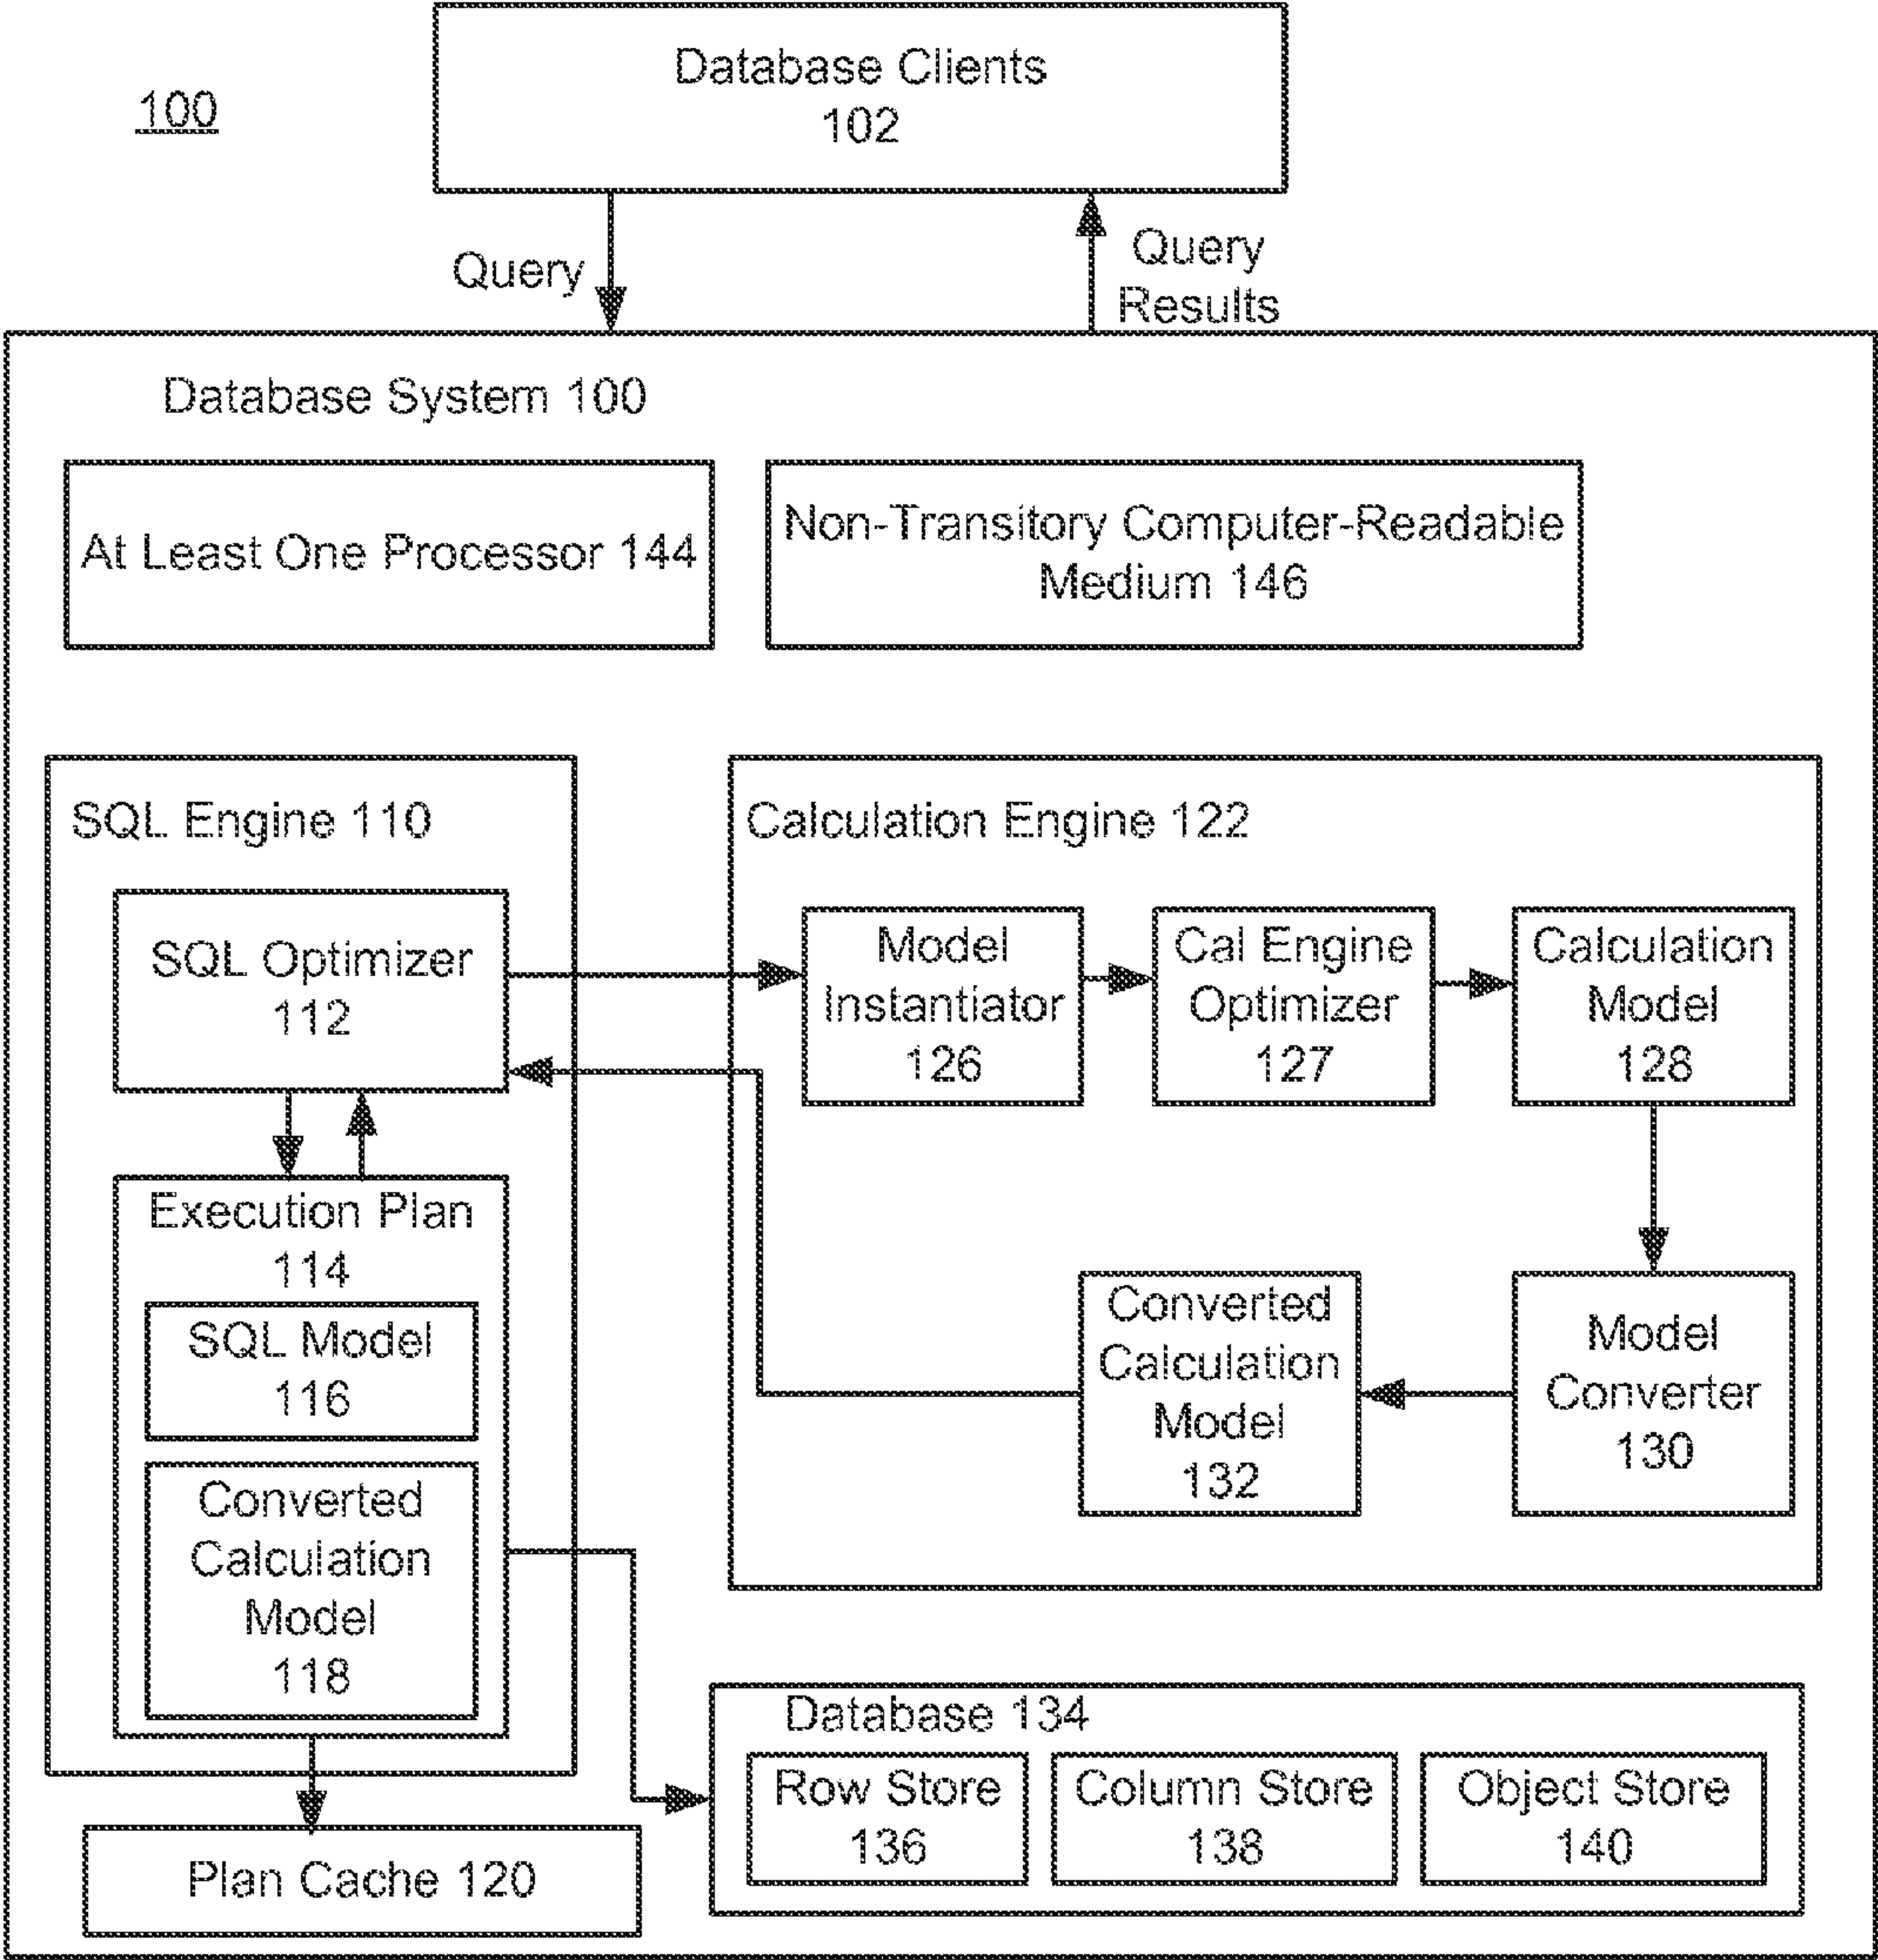 100
Database Clients
102
Query
Query
Results
Database System 100
At Least One Processor 144
Non-Transitory Computer-Readable
Medium 146
SQL Engine 110
SQL Optimizer
112
Execution Plan
114
SQL Model
116
Converted
Calculation
Model
118
Plan Cache 120
Calculation Engine 122
Model
Instantiator
126
Cal Engine
Optimizer
127
Calculation
Model
128
Model
Converter
130
Converted
Calculation
Model
132
Database 134
Row Store
136
Column Store
138
Object Store
140